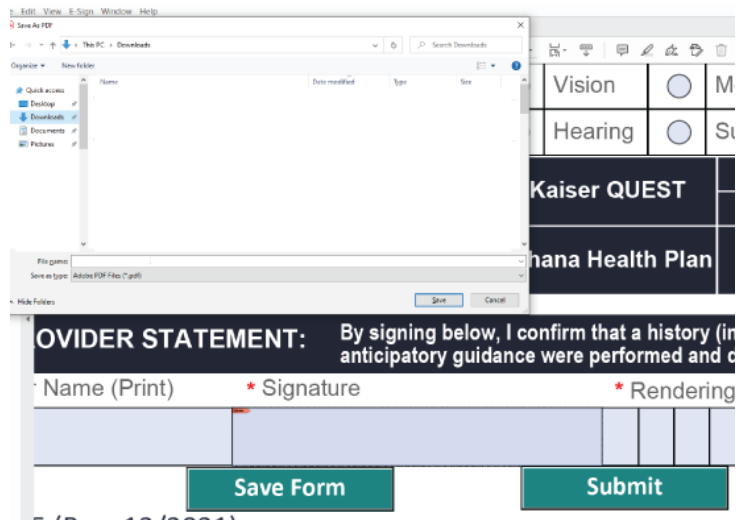 Edit View E-Sign Window Help
Save As PDF
This PC › Downloads
Search Downloads
Organize New folder
Name Date modified Type Size
Quick access
Desktop
Downloads
Documents
Pictures
File name:
Save as type: Adobe PDF Files (*.pdf)
Hide Folders Save Cancel
Vision
Hearing
Kaiser QUEST
hana Health Plan
OVIDER STATEMENT: By signing below, I confirm that a history (in
anticipatory guidance were performed and d
Name (Print) * Signature * Rendering
Save Form Submit